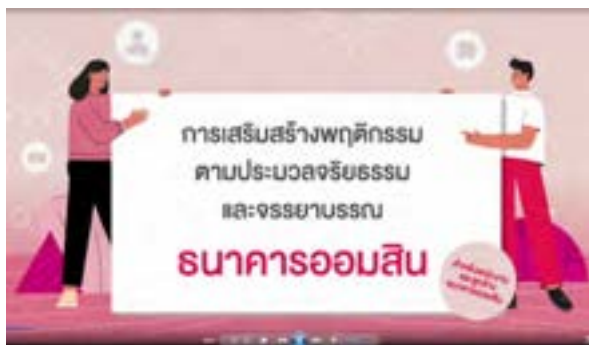 การเสริมสร้างพฤติกรรม
ตามประมวลจริยธรรม
และจรรยาบรรณ
ธนาคารออมสิน